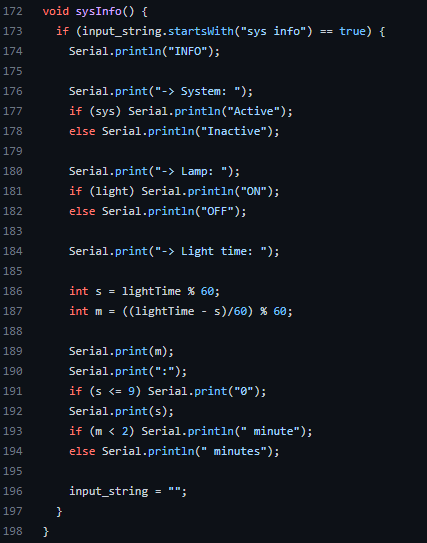 172 void sysInfo() {
173   if (input_string.startsWith("sys info") == true) {
174     Serial.println("INFO");
175
176     Serial.print("-> System: ");
177     if (sys) Serial.println("Active");
178     else Serial.println("Inactive");
179
180     Serial.print("-> Lamp: ");
181     if (light) Serial.println("ON");
182     else Serial.println("OFF");
183
184     Serial.print("-> Light time: ");
185
186     int s = lightTime % 60;
187     int m = ((lightTime - s)/60) % 60;
188
189     Serial.print(m);
190     Serial.print(":");
191     if (s <= 9) Serial.print("0");
192     Serial.print(s);
193     if (m < 2) Serial.println(" minute");
194     else Serial.println(" minutes");
195
196     input_string = "";
197   }
198 }